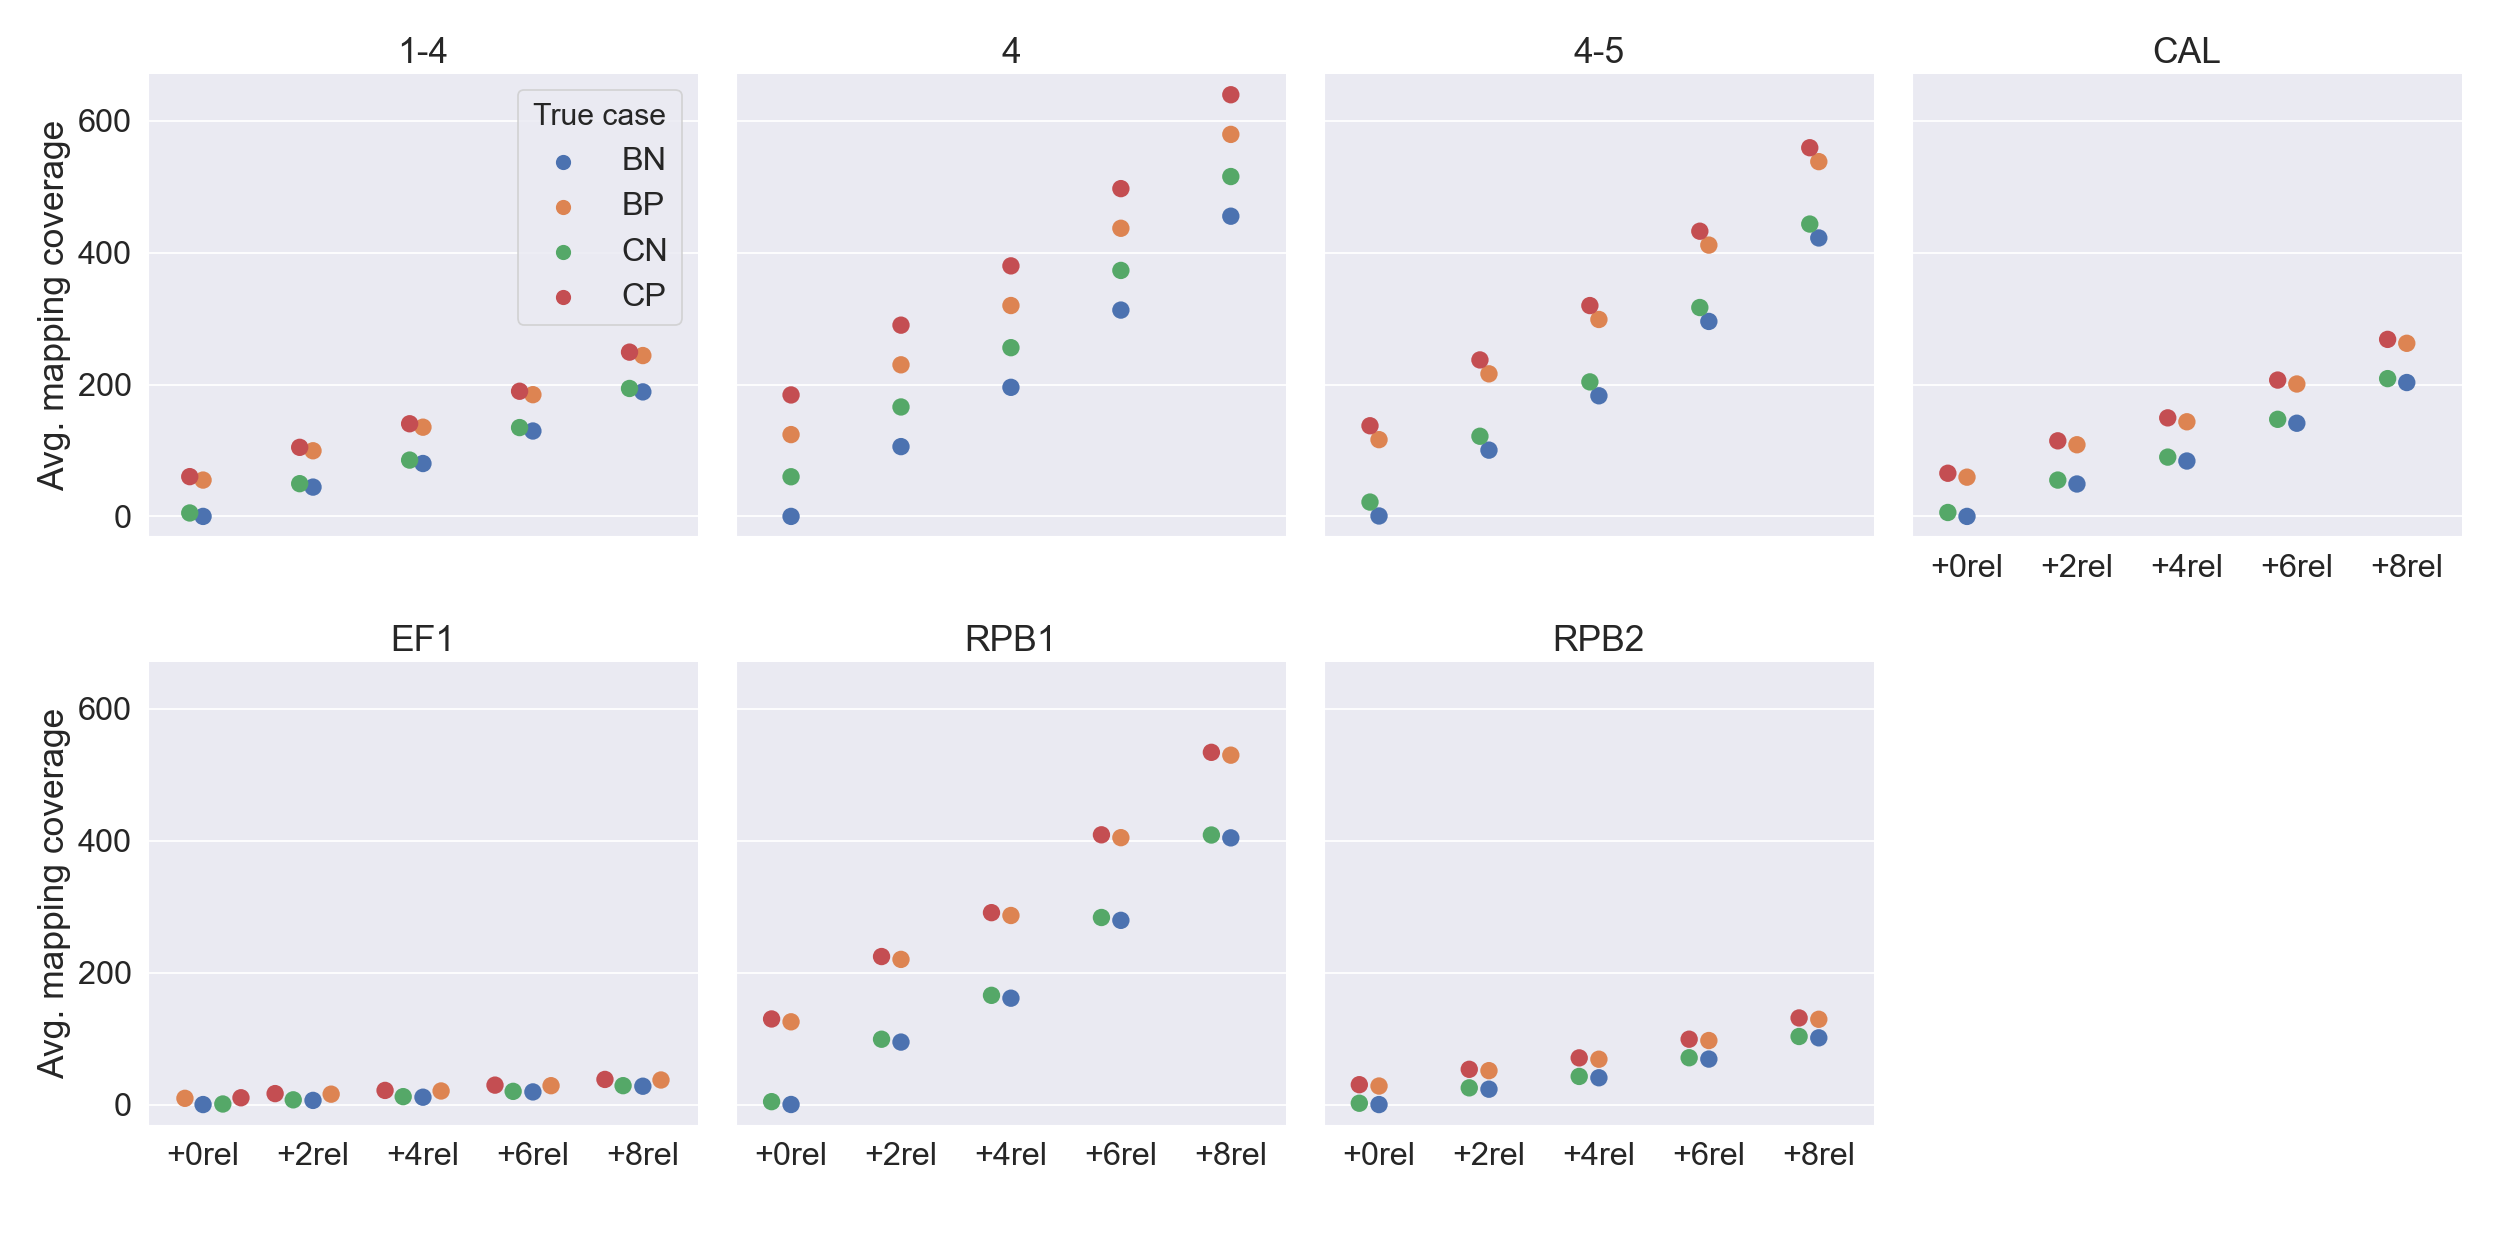 1-4
4
4-5
CAL
Avg. mapping coverage
600
400
200
0
True case
BN
BP
CN
CP
+0rel +2rel +4rel +6rel +8rel
EF1
RPB1
RPB2
Avg. mapping coverage
600
400
200
0
+0rel +2rel +4rel +6rel +8rel
+0rel +2rel +4rel +6rel +8rel
+0rel +2rel +4rel +6rel +8rel